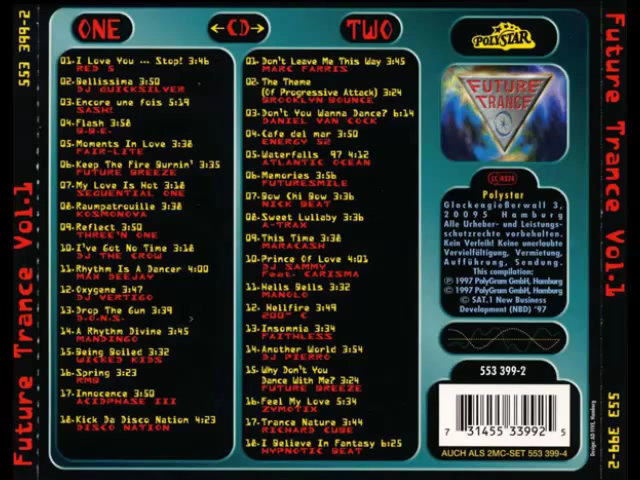 553 399-2
Future Trance Vol.1
ONE
CD
TWO
01. I Love You ... Stop! 3:46
RED 5
02. Bellissima 3:50
DJ QUICKSILVER
03. Encore une fois 5:19
SASH!
04. Flash 3:58
B.B.E.
05. Moments In Love 3:38
FAIR-LITE
06. Keep The Fire Burnin' 3:35
FUTURE BREEZE
07. My Love Is Hot 3:18
SEQUENTIAL ONE
08. Raumpatrouille 3:38
KOSMONOVA
09. Reflect 3:50
THREE'N ONE
10. I've Got No Time 3:18
DJ THE CROW
11. Rhythm Is A Dancer 4:00
MAX DEEJAY
12. Oxygene 3:47
DJ VERTIGO
13. Drop The Gun 3:39
D.O.N.S.
14. A Rhythm Divine 3:45
MANDINGO
15. Being Boiled 3:32
WICKED KIDS
16. Spring 3:23
RMB
17. Innocence 3:50
ACIDPHASE III
18. Kick Da Disco Nation 4:23
DISCO NATION
01. Don't Leave Me This Way 3:45
MARC FARRIS
02. The Theme
(Of Progressive Attack) 3:24
BROOKLYN BOUNCE
03. Don't You Wanna Dance? 6:14
DANIEL VAN COCK
04. Cafe del mar 3:50
ENERGY 52
05. Waterfalls '97 4:12
ATLANTIC OCEAN
06. Memories 3:56
FUTURESMILE
07. Bow Chi Bow 3:36
NICK BEAT
08. Sweet Lullaby 3:36
A-TRAX
09. This Time 3:38
MARACASH
10. Prince Of Love 4:01
DJ SAMMY
feat. CARISMA
11. Hells Bells 3:32
MANOLO
12. Hellfire 3:49
200° C
13. Insomnia 3:34
FAITHLESS
14. Another World 3:54
DJ PIERRO
15. Why Don't You
Dance With Me? 3:24
FUTURE BREEZE
16. Feel My Love 5:34
ZYMOTIX
17. Trance Nature 3:44
RICHARD CUBE
18. I Believe In Fantasy 6:25
HYPNOTIC BEAT
POLYSTAR
FUTURE
TRANCE
LC 0324
Polystar
Glockengießerwall 3,
20095 Hamburg
Alle Urheber- und Leistungs-
schutzrechte vorbehalten.
Kein Verleih! Keine unerlaubte
Vervielfältigung, Vermietung,
Aufführung, Sendung.
This compilation:
℗ 1997 PolyGram GmbH, Hamburg
© 1997 PolyGram GmbH, Hamburg
© SAT.1 New Business
Development (NBD) '97
553 399-2
7 31455 33992 5
AUCH ALS 2MC-SET 553 399-4
Future Trance Vol.1
553 399-2